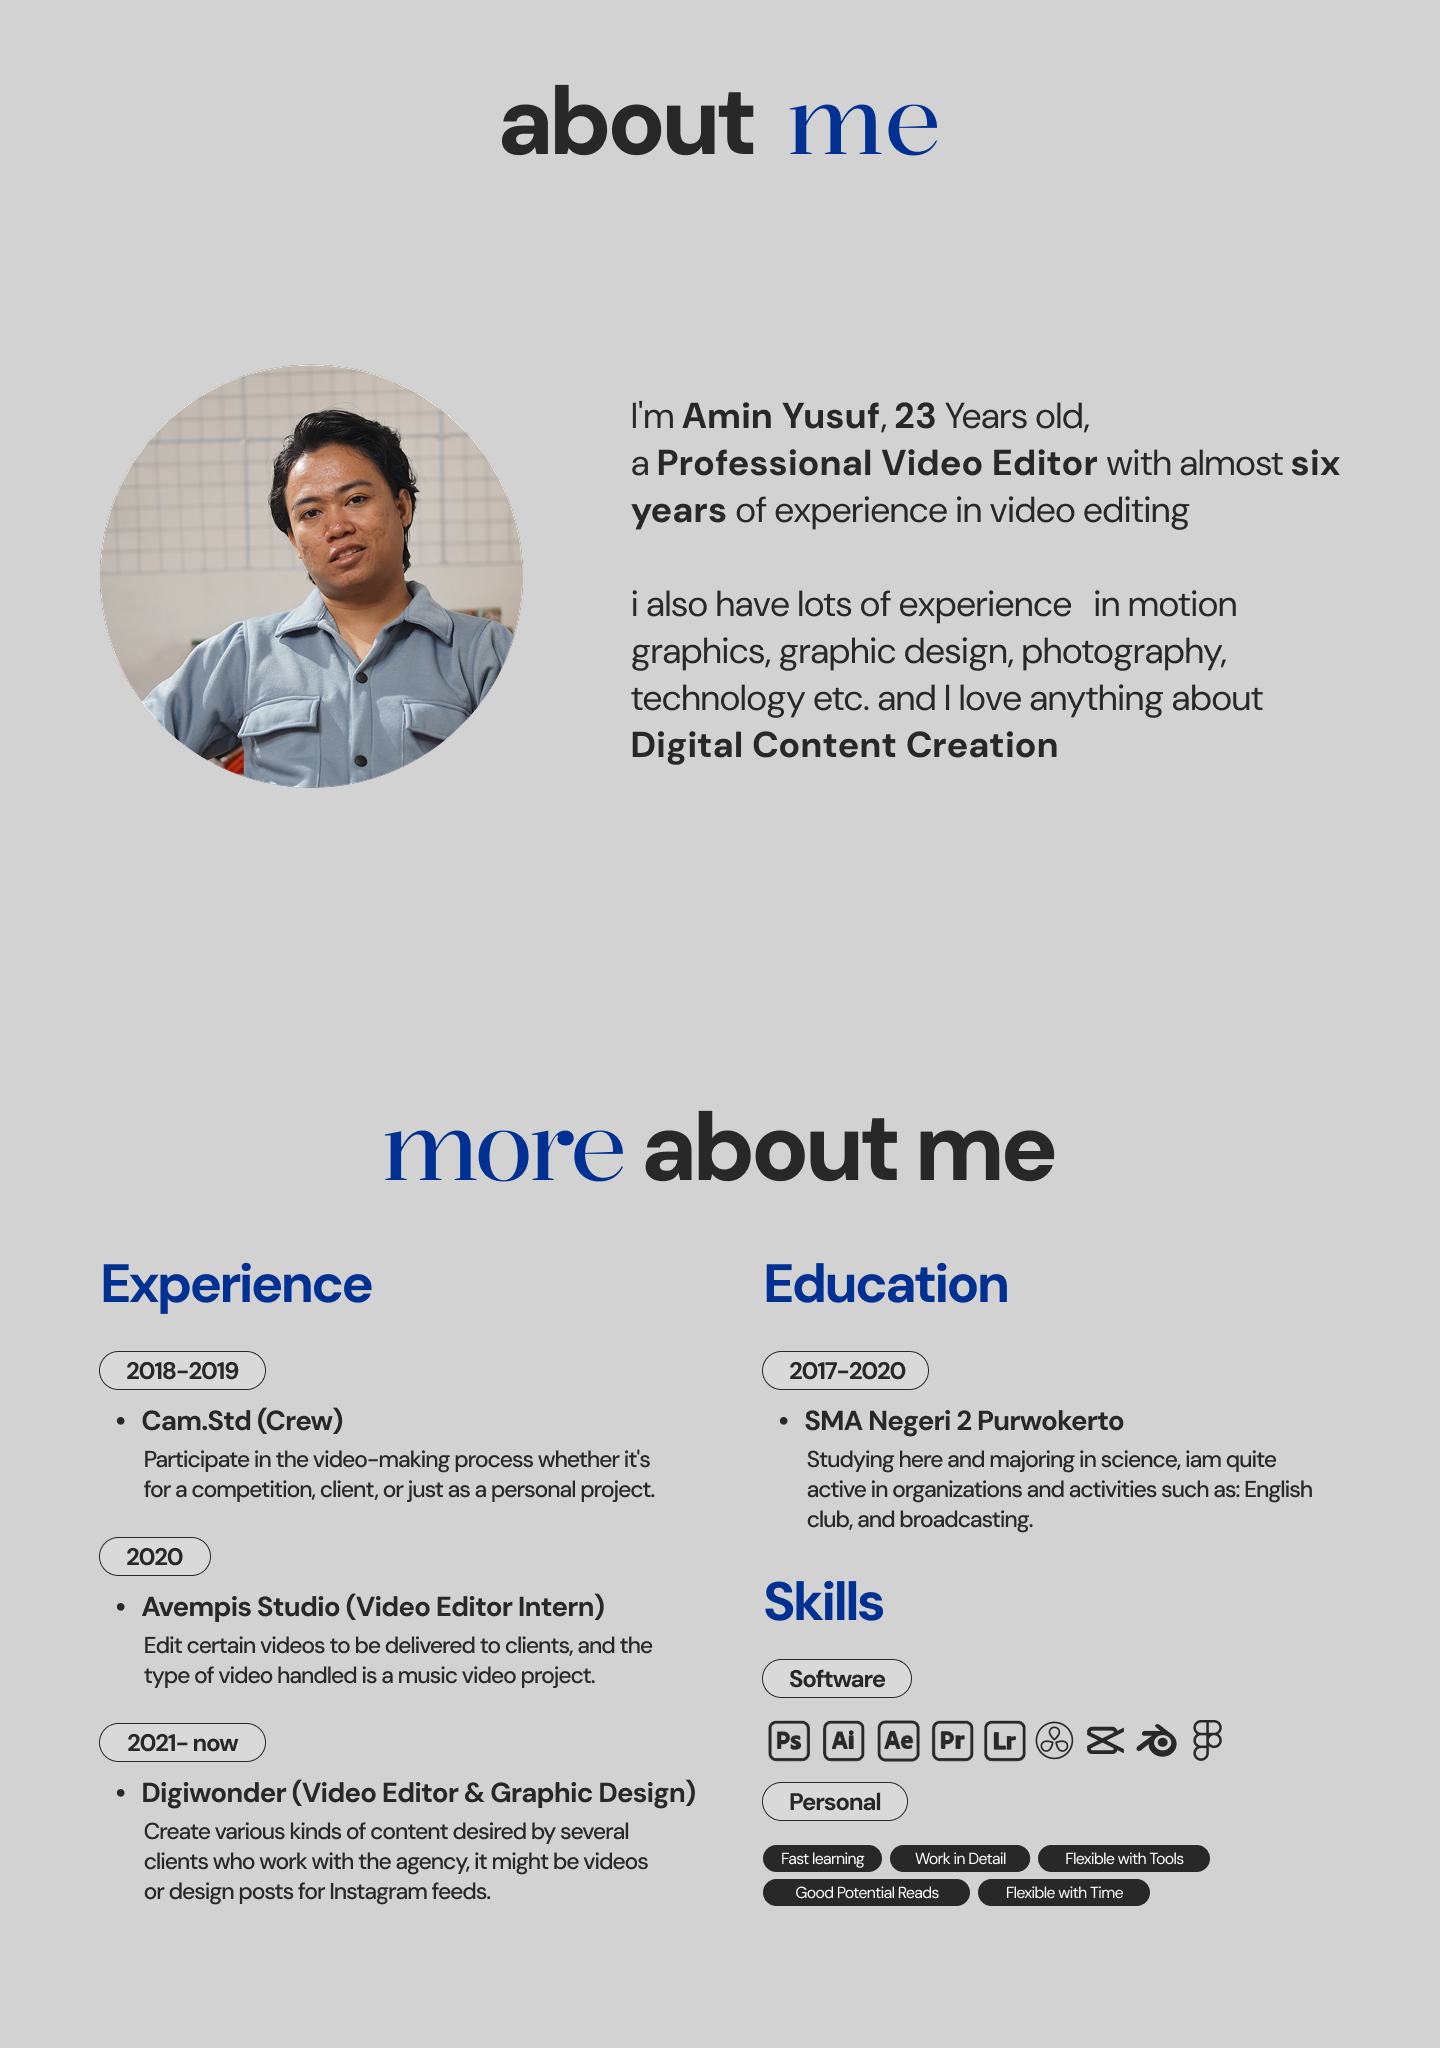 about me
I'm Amin Yusuf, 23 Years old,
a Professional Video Editor with almost six
years of experience in video editing
i also have lots of experience in motion
graphics, graphic design, photography,
technology etc. and I love anything about
Digital Content Creation
more about me
Experience
2018-2019
• Cam.Std (Crew)
Participate in the video-making process whether it's
for a competition, client, or just as a personal project.
2020
• Avempis Studio (Video Editor Intern)
Edit certain videos to be delivered to clients, and the
type of video handled is a music video project.
2021- now
• Digiwonder (Video Editor & Graphic Design)
Create various kinds of content desired by several
clients who work with the agency, it might be videos
or design posts for Instagram feeds.
Education
2017-2020
• SMA Negeri 2 Purwokerto
Studying here and majoring in science, iam quite
active in organizations and activities such as: English
club, and broadcasting.
Skills
Software
Ps Ai Ae Pr Lr
Personal
Fast learning Work in Detail Flexible with Tools
Good Potential Reads Flexible with Time